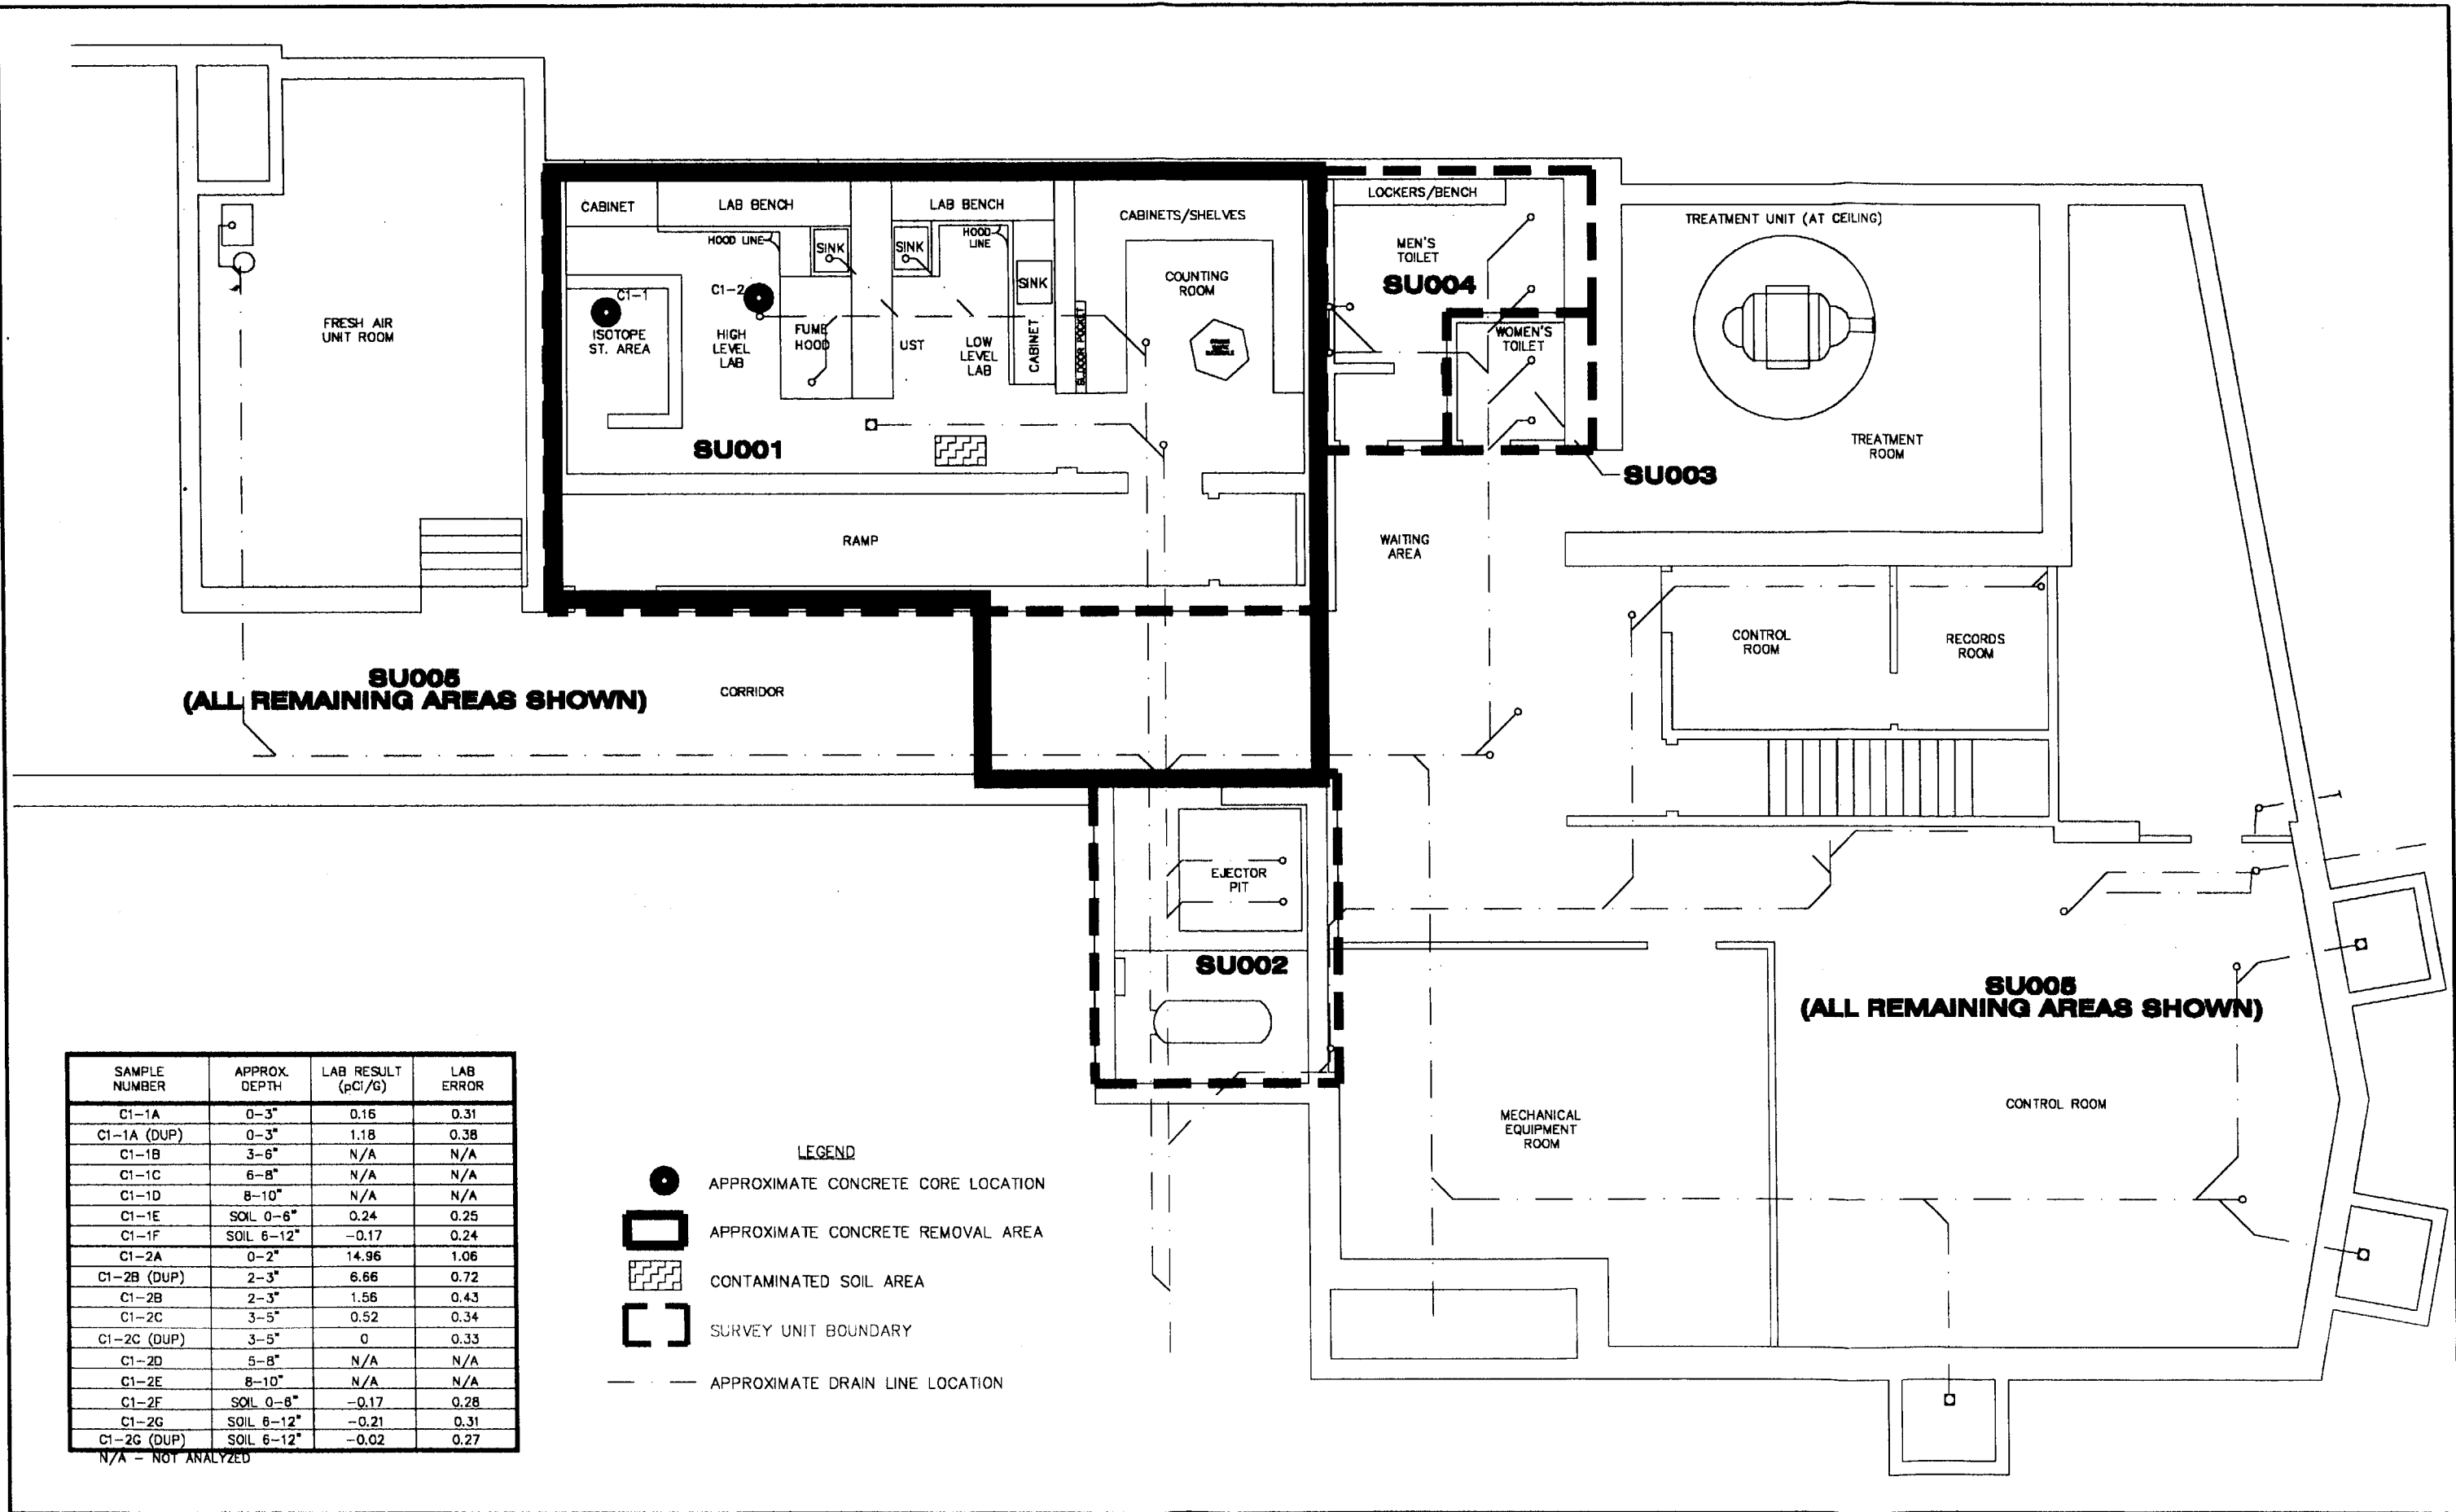 CABINET
LAB BENCH
LAB BENCH
CABINETS/SHELVES
LOCKERS/BENCH
TREATMENT UNIT (AT CEILING)
HOOD LINE
SINK
SINK
HOOD
LINE
MEN'S
TOILET
SU004
COUNTING
ROOM
SINK
C1-1
C1-2
ISOTOPE
ST. AREA
HIGH
LEVEL
LAB
FUME
HOOD
UST
LOW
LEVEL
LAB
CABINET
DOOR POCKET
WOMEN'S
TOILET
FRESH AIR
UNIT ROOM
SU001
TREATMENT
ROOM
SU003
RAMP
WAITING
AREA
CONTROL
ROOM
RECORDS
ROOM
SU005
(ALL REMAINING AREAS SHOWN)
CORRIDOR
EJECTOR
PIT
SU002
SU005
(ALL REMAINING AREAS SHOWN)
MECHANICAL
EQUIPMENT
ROOM
CONTROL ROOM
SAMPLE NUMBER APPROX. DEPTH LAB RESULT (pCi/G) LAB ERROR
C1-1A 0-3" 0.16 0.31
C1-1A (DUP) 0-3" 1.18 0.38
C1-1B 3-6" N/A N/A
C1-1C 6-8" N/A N/A
C1-1D 8-10" N/A N/A
C1-1E SOIL 0-6" 0.24 0.25
C1-1F SOIL 6-12" -0.17 0.24
C1-2A 0-2" 14.96 1.06
C1-2B (DUP) 2-3" 6.66 0.72
C1-2B 2-3" 1.56 0.43
C1-2C 3-5" 0.52 0.34
C1-2C (DUP) 3-5" 0 0.33
C1-2D 5-8" N/A N/A
C1-2E 8-10" N/A N/A
C1-2F SOIL 0-6" -0.17 0.28
C1-2G SOIL 6-12" -0.21 0.31
C1-2G (DUP) SOIL 6-12" -0.02 0.27
N/A - NOT ANALYZED
LEGEND
APPROXIMATE CONCRETE CORE LOCATION
APPROXIMATE CONCRETE REMOVAL AREA
CONTAMINATED SOIL AREA
SURVEY UNIT BOUNDARY
APPROXIMATE DRAIN LINE LOCATION